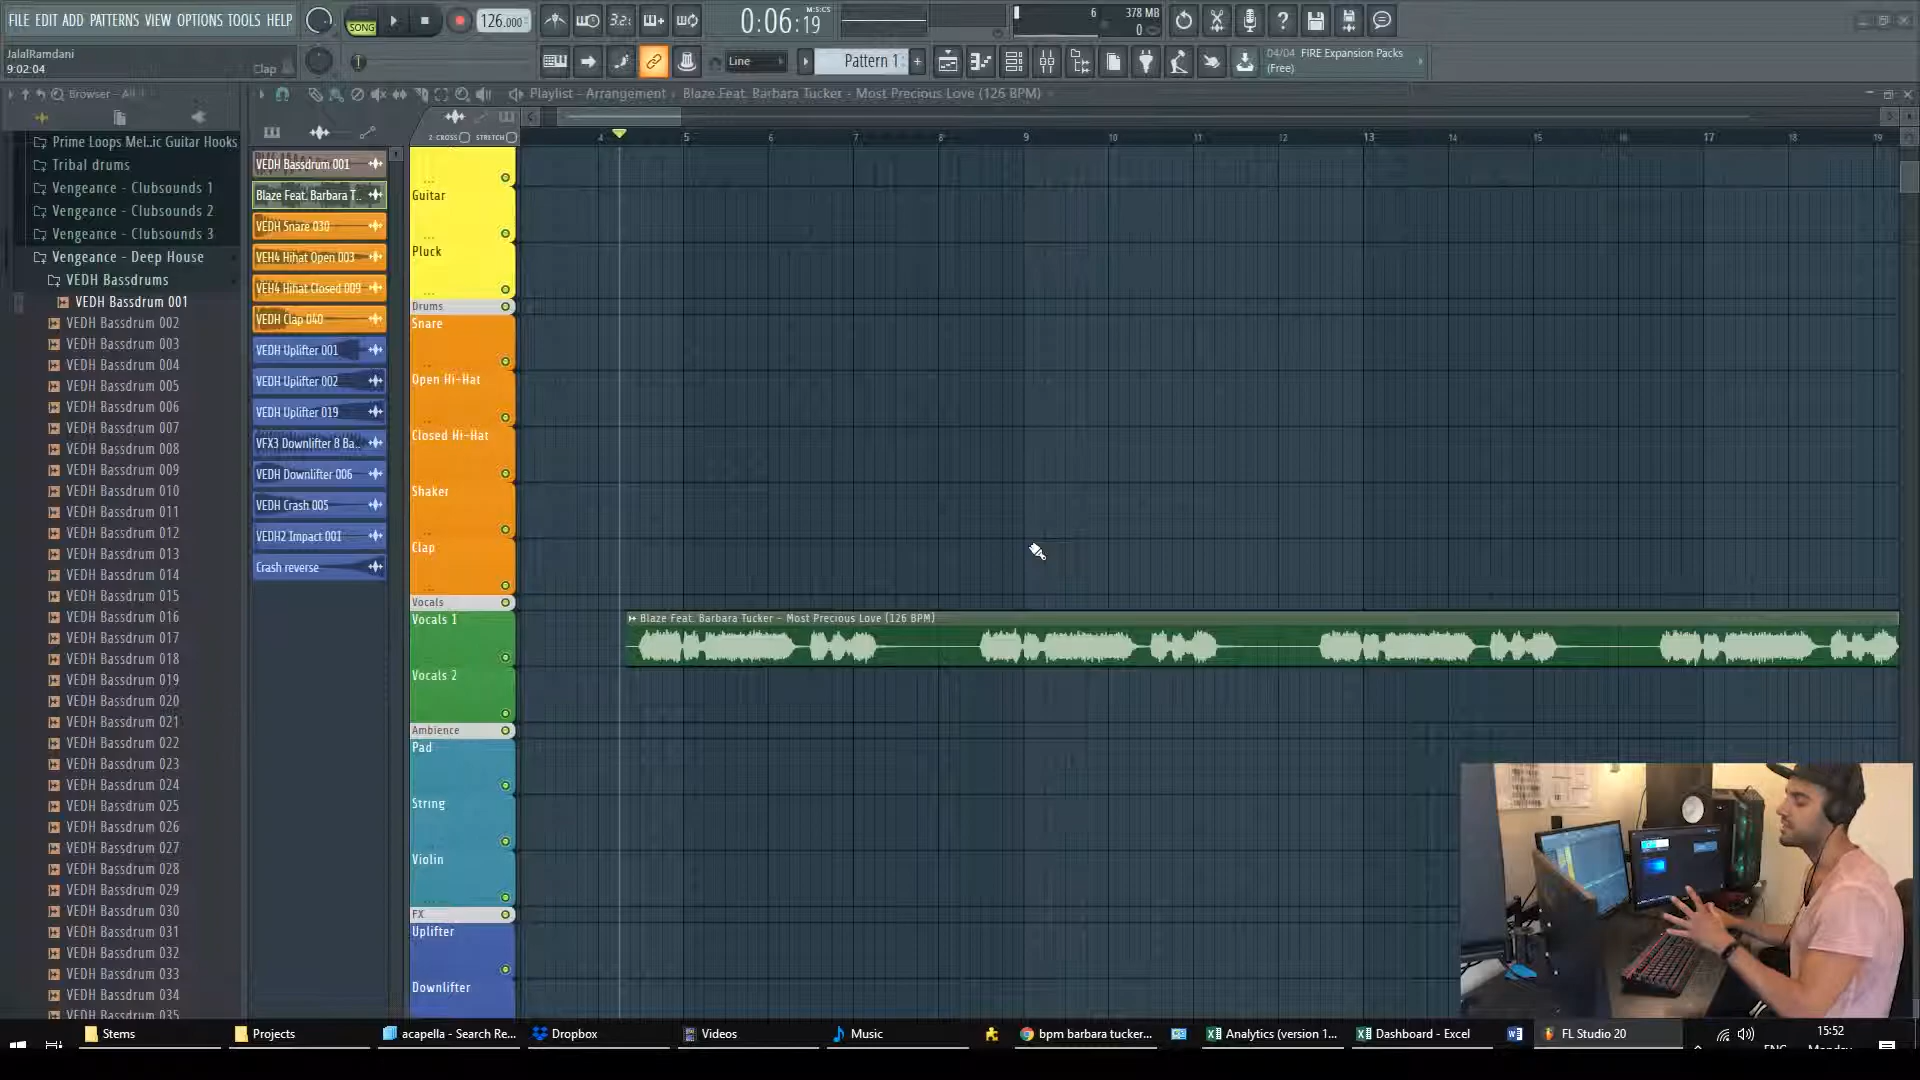 FILE EDIT ADD PATTERNS VIEW OPTIONS TOOLS HELP
SONG
126.000
3.2:
0:06:19
M:S:CS
6
378 MB
0
JalalRamdani
9:02:04
Clap
Line
Pattern 1
04/04 FIRE Expansion Packs
(Free)
Browser - All
Playlist - Arrangement › Blaze Feat. Barbara Tucker - Most Precious Love (126 BPM)
2-CROSS
STRETCH
4 5 6 7 8 9 10 11 12 13 14 15 16 17 18 19
Prime Loops Mel..ic Guitar Hooks
Tribal drums
Vengeance - Clubsounds 1
Vengeance - Clubsounds 2
Vengeance - Clubsounds 3
Vengeance - Deep House
VEDH Bassdrums
VEDH Bassdrum 001
VEDH Bassdrum 002
VEDH Bassdrum 003
VEDH Bassdrum 004
VEDH Bassdrum 005
VEDH Bassdrum 006
VEDH Bassdrum 007
VEDH Bassdrum 008
VEDH Bassdrum 009
VEDH Bassdrum 010
VEDH Bassdrum 011
VEDH Bassdrum 012
VEDH Bassdrum 013
VEDH Bassdrum 014
VEDH Bassdrum 015
VEDH Bassdrum 016
VEDH Bassdrum 017
VEDH Bassdrum 018
VEDH Bassdrum 019
VEDH Bassdrum 020
VEDH Bassdrum 021
VEDH Bassdrum 022
VEDH Bassdrum 023
VEDH Bassdrum 024
VEDH Bassdrum 025
VEDH Bassdrum 026
VEDH Bassdrum 027
VEDH Bassdrum 028
VEDH Bassdrum 029
VEDH Bassdrum 030
VEDH Bassdrum 031
VEDH Bassdrum 032
VEDH Bassdrum 033
VEDH Bassdrum 034
VEDH Bassdrum 035
VEDH Bassdrum 001
Blaze Feat. Barbara T..
VEDH Snare 030
VEH4 Hihat Open 003
VEH4 Hihat Closed 009
VEDH Clap 040
VEDH Uplifter 001
VEDH Uplifter 002
VEDH Uplifter 019
VFX3 Downlifter 8 Ba..
VEDH Downlifter 006
VEDH Crash 005
VEDH2 Impact 001
Crash reverse
Guitar
Pluck
Drums
Snare
Open Hi-Hat
Closed Hi-Hat
Shaker
Clap
Vocals
Vocals 1
Vocals 2
Ambience
Pad
String
Violin
FX
Uplifter
Downlifter
Blaze Feat. Barbara Tucker - Most Precious Love (126 BPM)
Stems
Projects
acapella - Search Re...
Dropbox
Videos
Music
bpm barbara tucker...
Analytics (version 1...
Dashboard - Excel
FL Studio 20
15:52
ENG
Monday